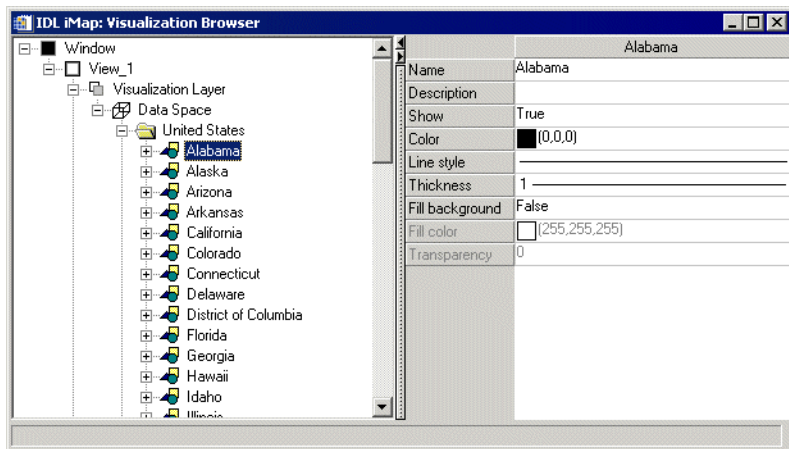 IDL iMap: Visualization Browser
Window
View_1
Visualization Layer
Data Space
United States
Alabama
Alaska
Arizona
Arkansas
California
Colorado
Connecticut
Delaware
District of Columbia
Florida
Georgia
Hawaii
Idaho
Illinois
Alabama
Name Alabama
Description
Show True
Color (0,0,0)
Line style
Thickness 1
Fill background False
Fill color (255,255,255)
Transparency 0